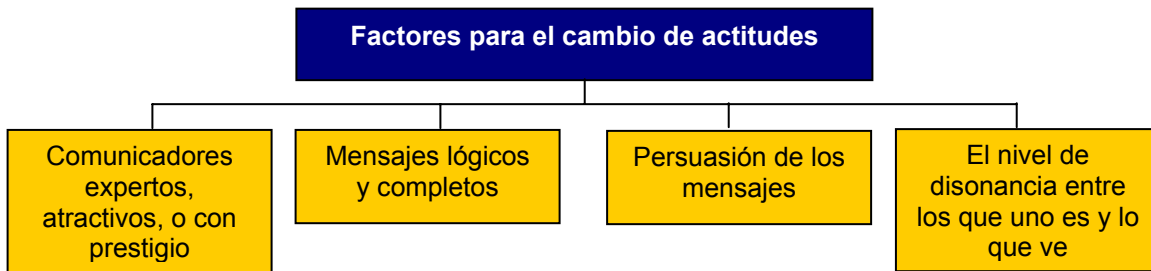 Factores para el cambio de actitudes
Comunicadores
expertos,
atractivos, o con
prestigio
Mensajes lógicos
y completos
Persuasión de los
mensajes
El nivel de
disonancia entre
los que uno es y lo
que ve